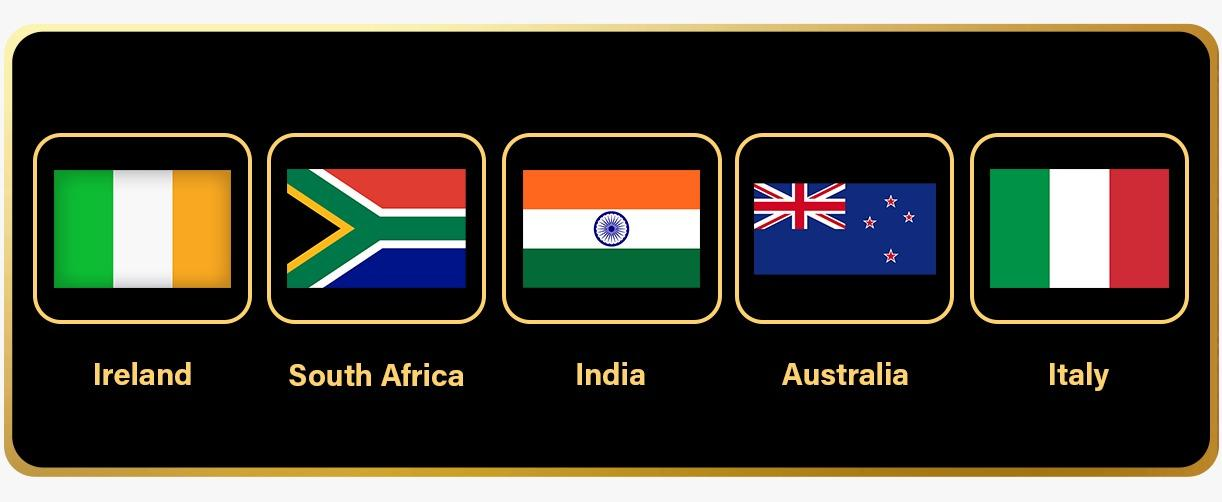 Ireland
South Africa
India
Australia
Italy